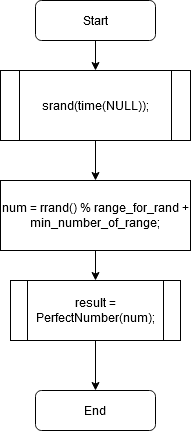 Start
srand(time(NULL));
num = rrand() % range_for_rand +
min_number_of_range;
result =
PerfectNumber(num);
End